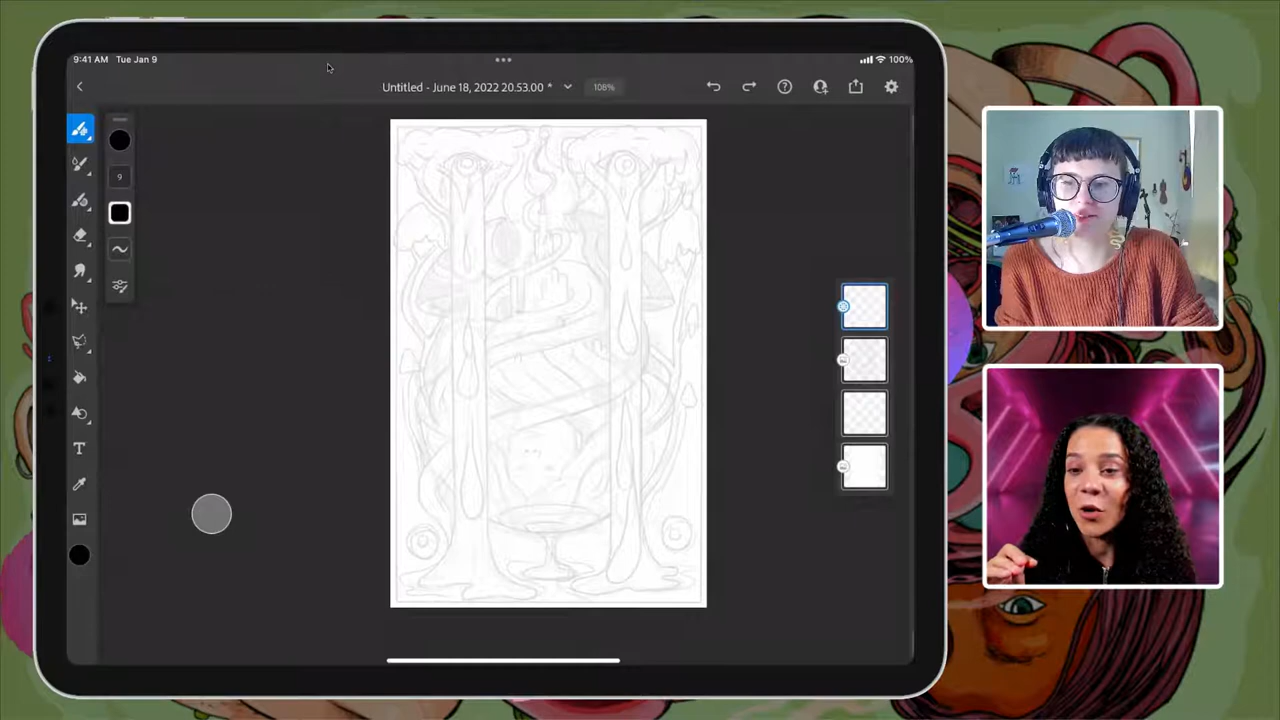 9:41 AM Tue Jan 9
100%
Untitled - June 18, 2022 20.53.00 *
108%
9
T